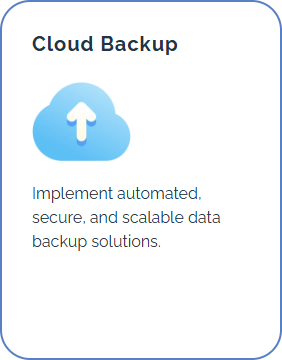 Cloud Backup
Implement automated,
secure, and scalable data
backup solutions.